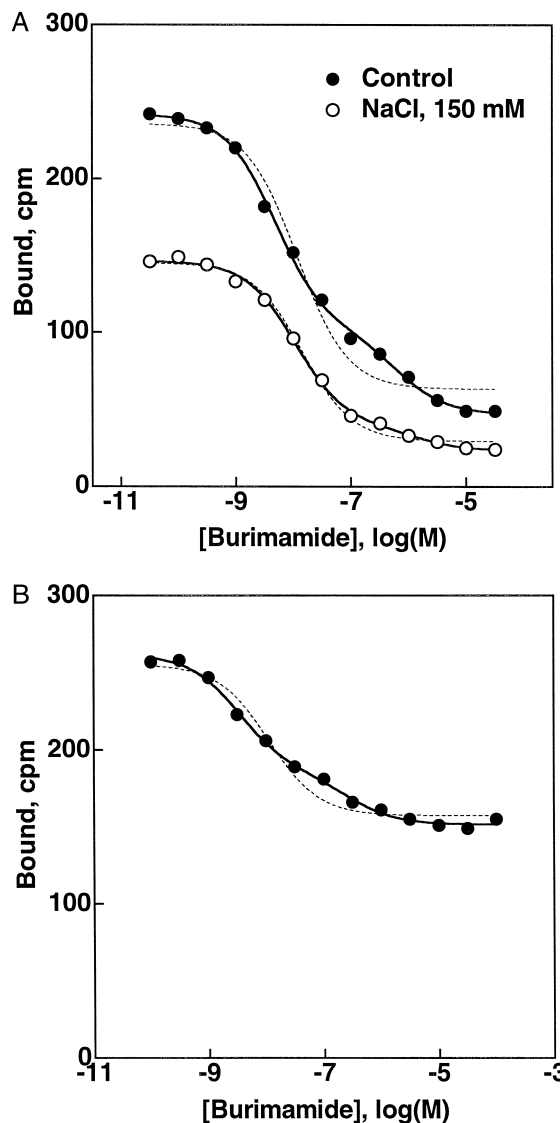 A
300
200
100
0
Bound, cpm
Control
NaCl, 150 mM
-11 -9 -7 -5
[Burimamide], log(M)
B
300
200
100
0
Bound, cpm
-11 -9 -7 -5 -3
[Burimamide], log(M)